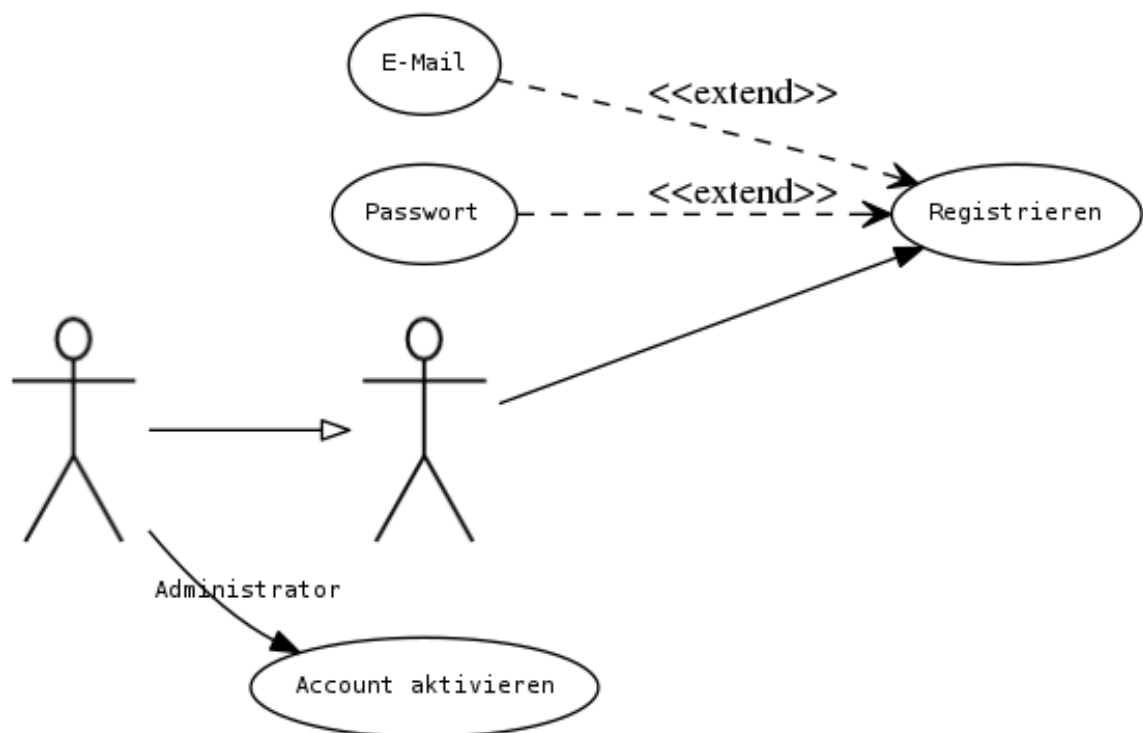 E-Mail
<<extend>>
<<extend>>
Passwort
Registrieren
Administrator
Account aktivieren